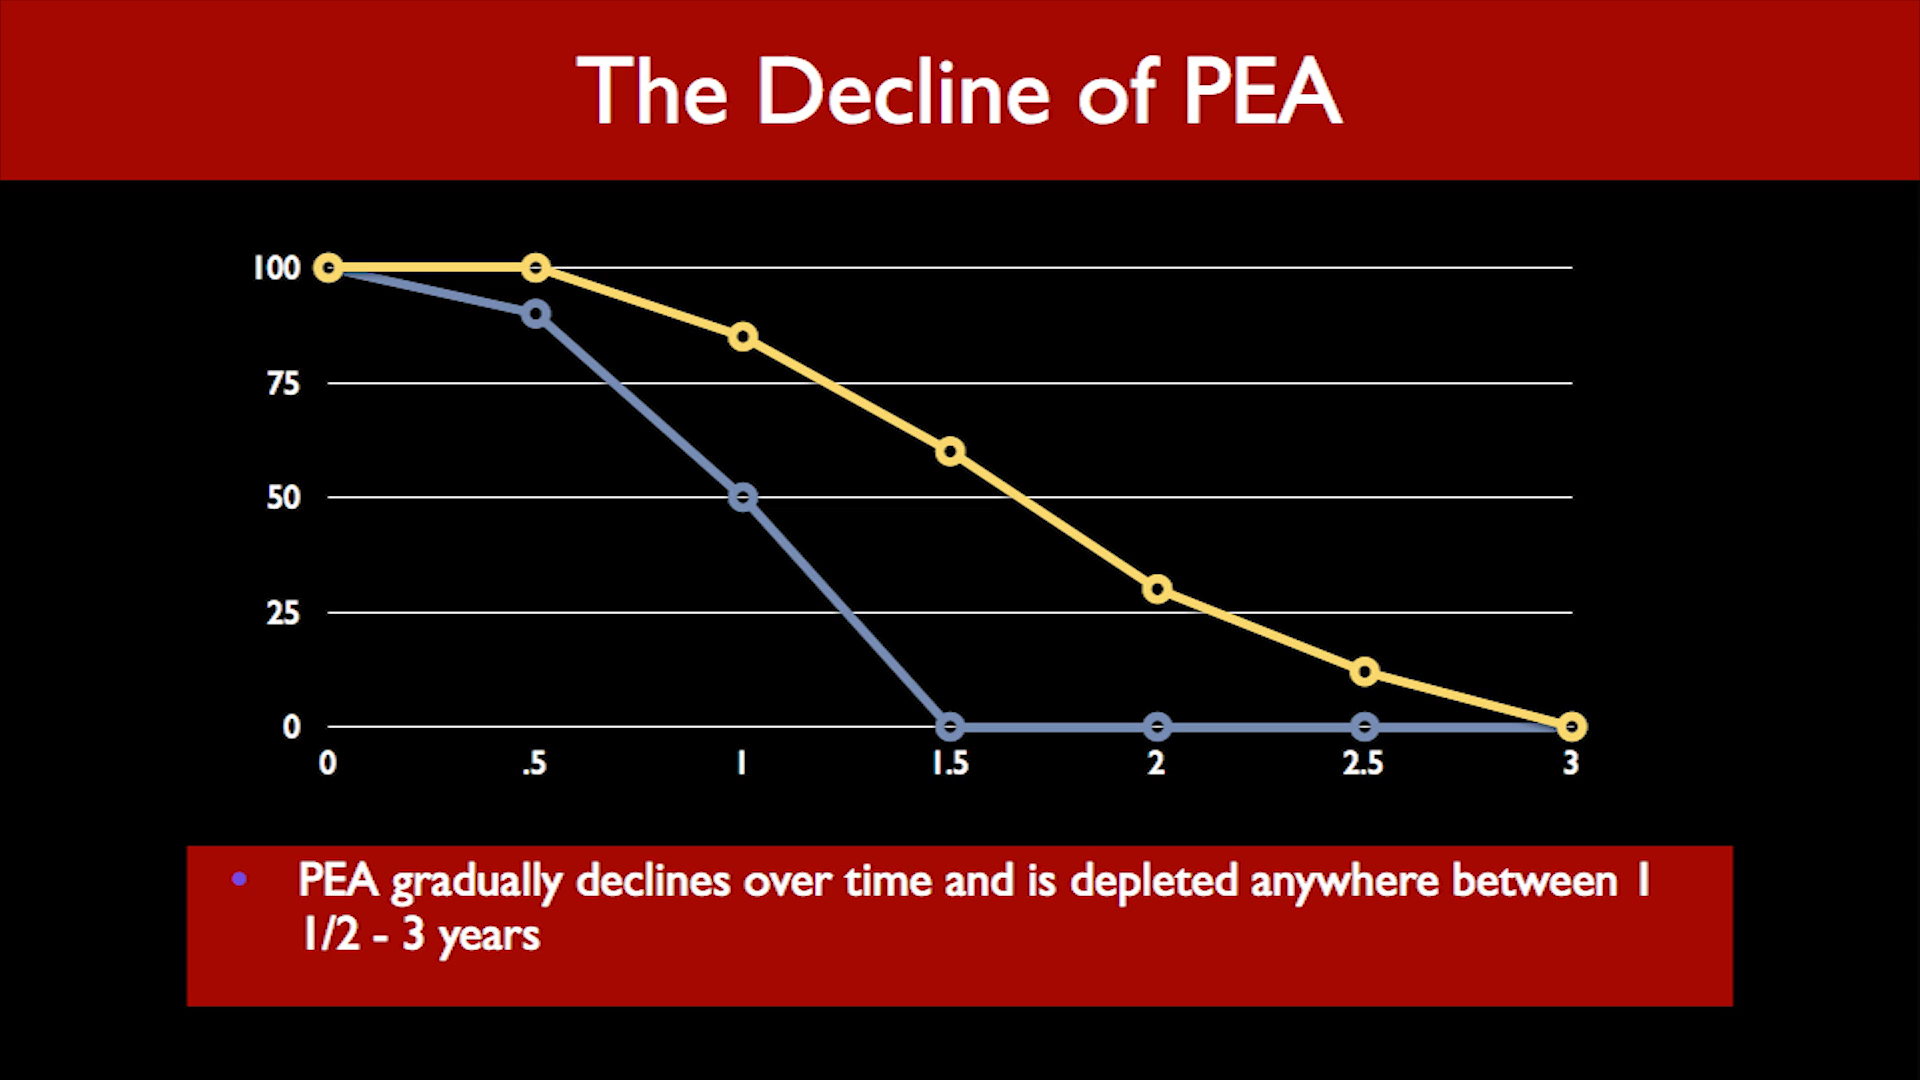 The Decline of PEA
100
75
50
25
0
0 .5 1 1.5 2 2.5 3
• PEA gradually declines over time and is depleted anywhere between 1
1/2 - 3 years